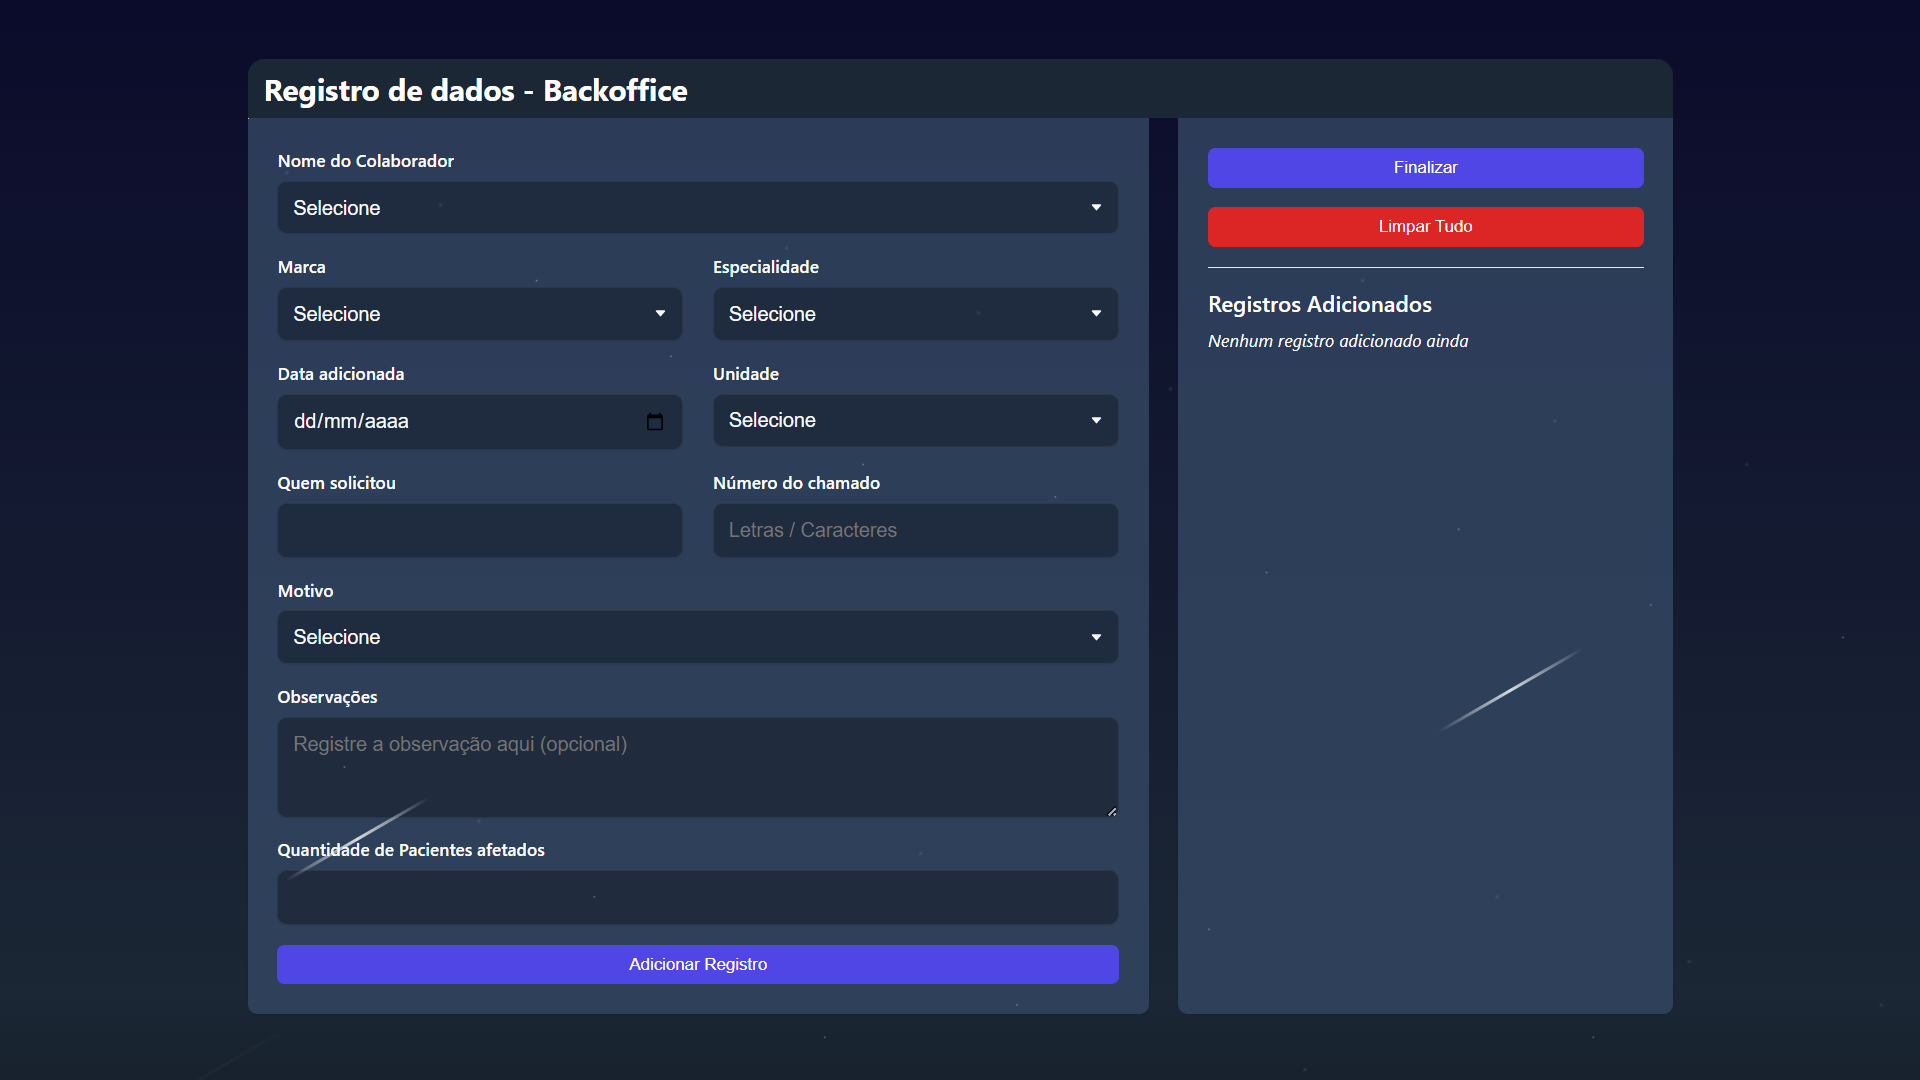 Registro de dados - Backoffice
Nome do Colaborador
Selecione
Marca
Especialidade
Selecione
Selecione
Data adicionada
Unidade
dd/mm/aaaa
Selecione
Quem solicitou
Número do chamado
Letras / Caracteres
Motivo
Selecione
Observações
Registre a observação aqui (opcional)
Quantidade de Pacientes afetados
Adicionar Registro
Finalizar
Limpar Tudo
Registros Adicionados
Nenhum registro adicionado ainda